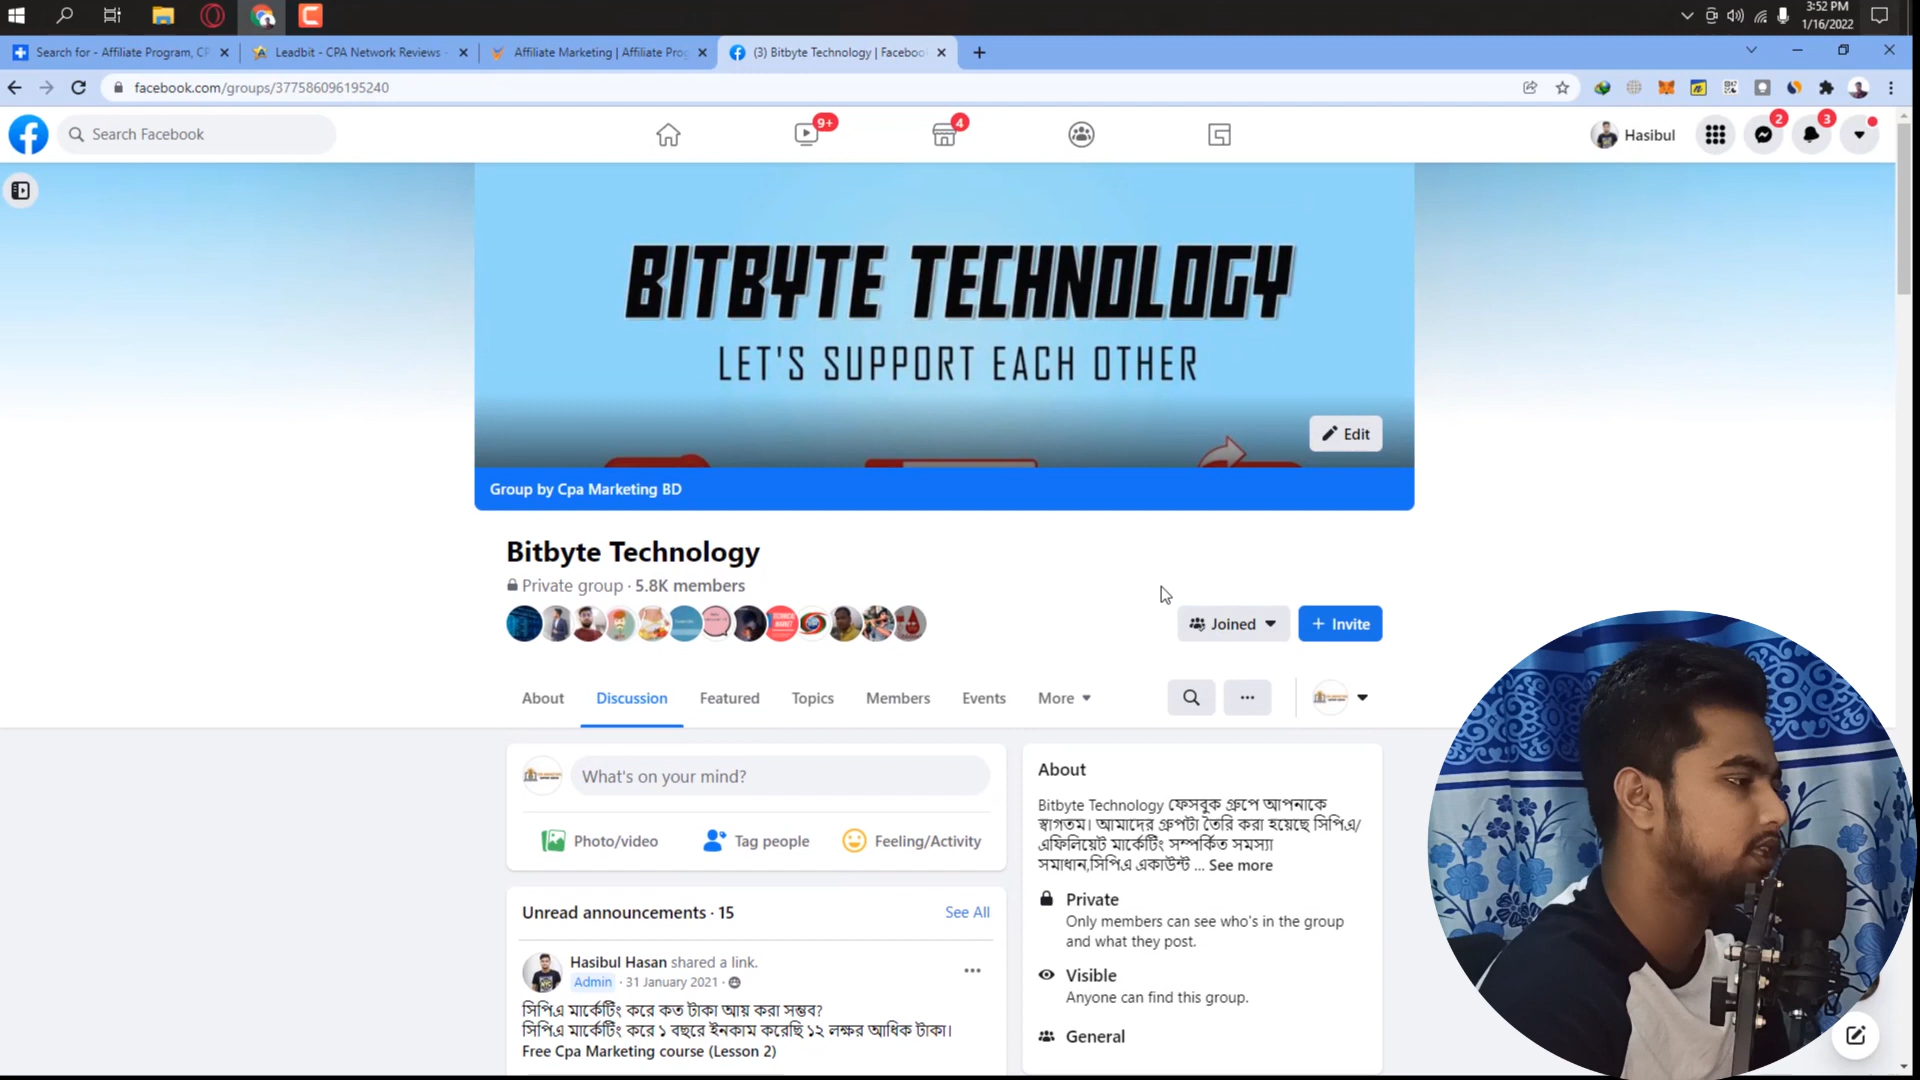 3:52 PM
1/16/2022
Search for - Affiliate Program, CP
Leadbit - CPA Network Reviews -
Affiliate Marketing | Affiliate Prog
(3) Bitbyte Technology | Faceboo
facebook.com/groups/377586096195240
Search Facebook
9+
4
Hasibul
2
3
BITBYTE TECHNOLOGY
LET'S SUPPORT EACH OTHER
Edit
Group by Cpa Marketing BD
Bitbyte Technology
Private group · 5.8K members
Joined
+ Invite
About
Discussion
Featured
Topics
Members
Events
More
What's on your mind?
Photo/video
Tag people
Feeling/Activity
Unread announcements · 15
See All
Hasibul Hasan shared a link.
Admin · 31 January 2021 ·
সিপিএ মার্কেটিং করে কত টাকা আয় করা সম্ভব?
সিপিএ মার্কেটিং করে ১ বছরে ইনকাম করেছি ১২ লক্ষর আধিক টাকা।
Free Cpa Marketing course (Lesson 2)
About
Bitbyte Technology ফেসবুক গ্রুপে আপনাকে
স্বাগতম। আমাদের গ্রুপটা তৈরি করা হয়েছে সিপিএ/
এফিলিয়েট মার্কেটিং সম্পর্কিত সমস্যা
সমাধান,সিপিএ একাউন্ট ... See more
Private
Only members can see who's in the group
and what they post.
Visible
Anyone can find this group.
General